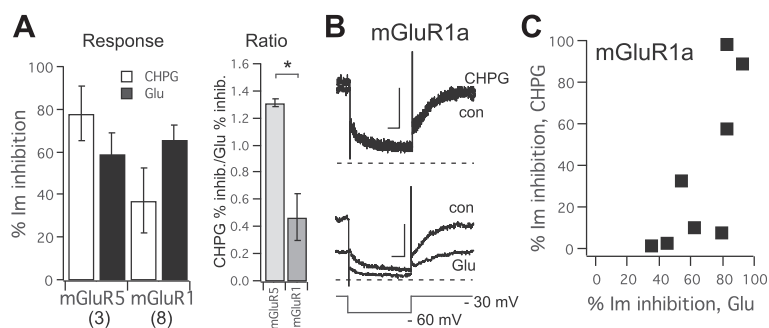 A
Response
% Im inhibition
100
80
60
40
20
0
CHPG
Glu
mGluR5
mGluR1
(3)
(8)
Ratio
CHPG % inhib./Glu % inhib.
1.6
1.4
1.2
1.0
0.8
0.6
0.4
0.2
0.0
*
mGluR5
mGluR1
B
mGluR1a
CHPG
con
con
Glu
- 30 mV
- 60 mV
C
mGluR1a
% Im inhibition, CHPG
100
80
60
40
20
0
0
20
40
60
80
100
% Im inhibition, Glu